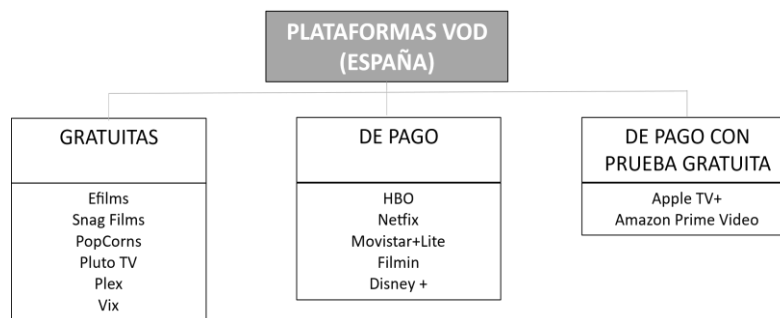 PLATAFORMAS VOD
(ESPAÑA)
GRATUITAS
Efilms
Snag Films
PopCorns
Pluto TV
Plex
Vix
DE PAGO
HBO
Netfix
Movistar+Lite
Filmin
Disney +
DE PAGO CON
PRUEBA GRATUITA
Apple TV+
Amazon Prime Video